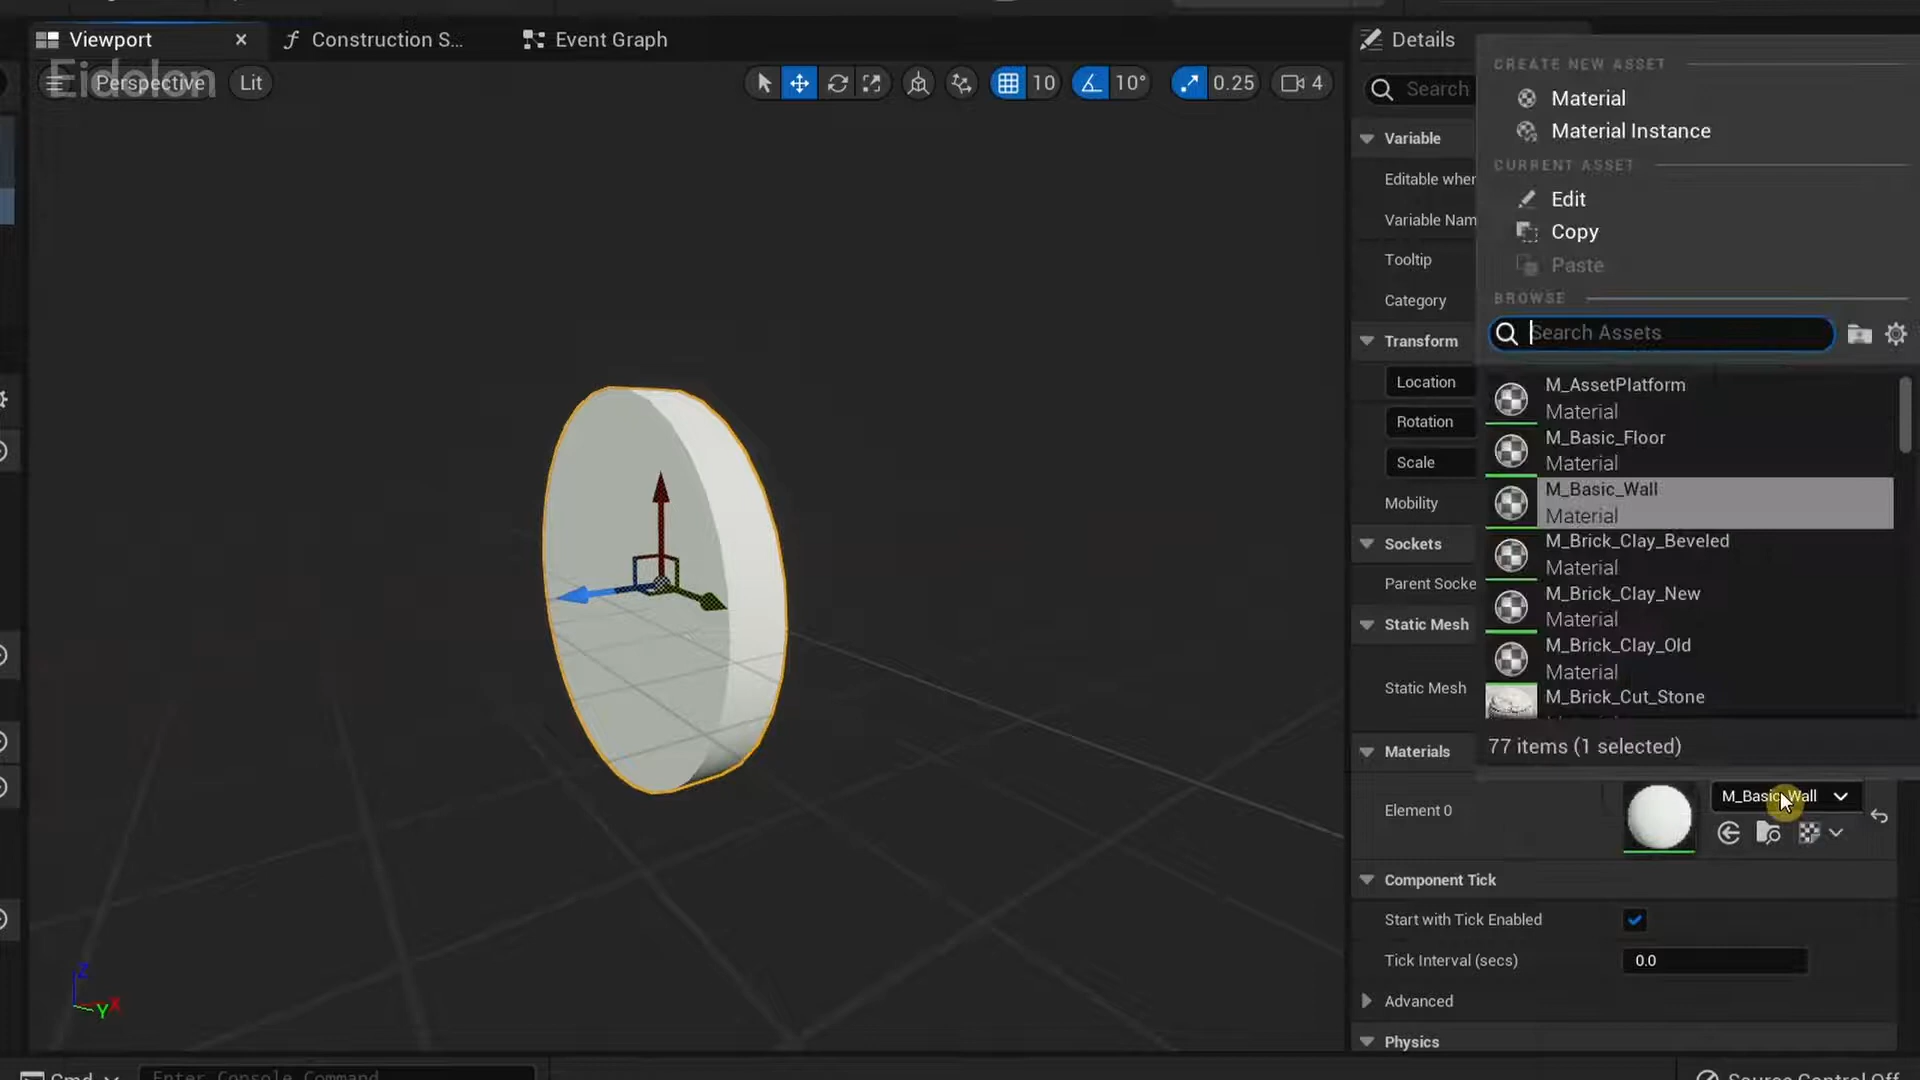 Viewport
Construction S...
Event Graph
Eidolon
Perspective
Lit
10
10°
0.25
4
Details
Search
Variable
Editable wher
Variable Nam
Tooltip
Category
Transform
Location
Rotation
Scale
Mobility
Sockets
Parent Socke
Static Mesh
Static Mesh
Materials
Element 0
M_Basic_Wall
Component Tick
Start with Tick Enabled
Tick Interval (secs)
0.0
Advanced
Physics
CREATE NEW ASSET
Material
Material Instance
CURRENT ASSET
Edit
Copy
Paste
BROWSE
Search Assets
M_AssetPlatform
Material
M_Basic_Floor
Material
M_Basic_Wall
Material
M_Brick_Clay_Beveled
Material
M_Brick_Clay_New
Material
M_Brick_Clay_Old
Material
M_Brick_Cut_Stone
77 items (1 selected)
Z
X
Y
Cmd
Enter Console Command
Source Control Off